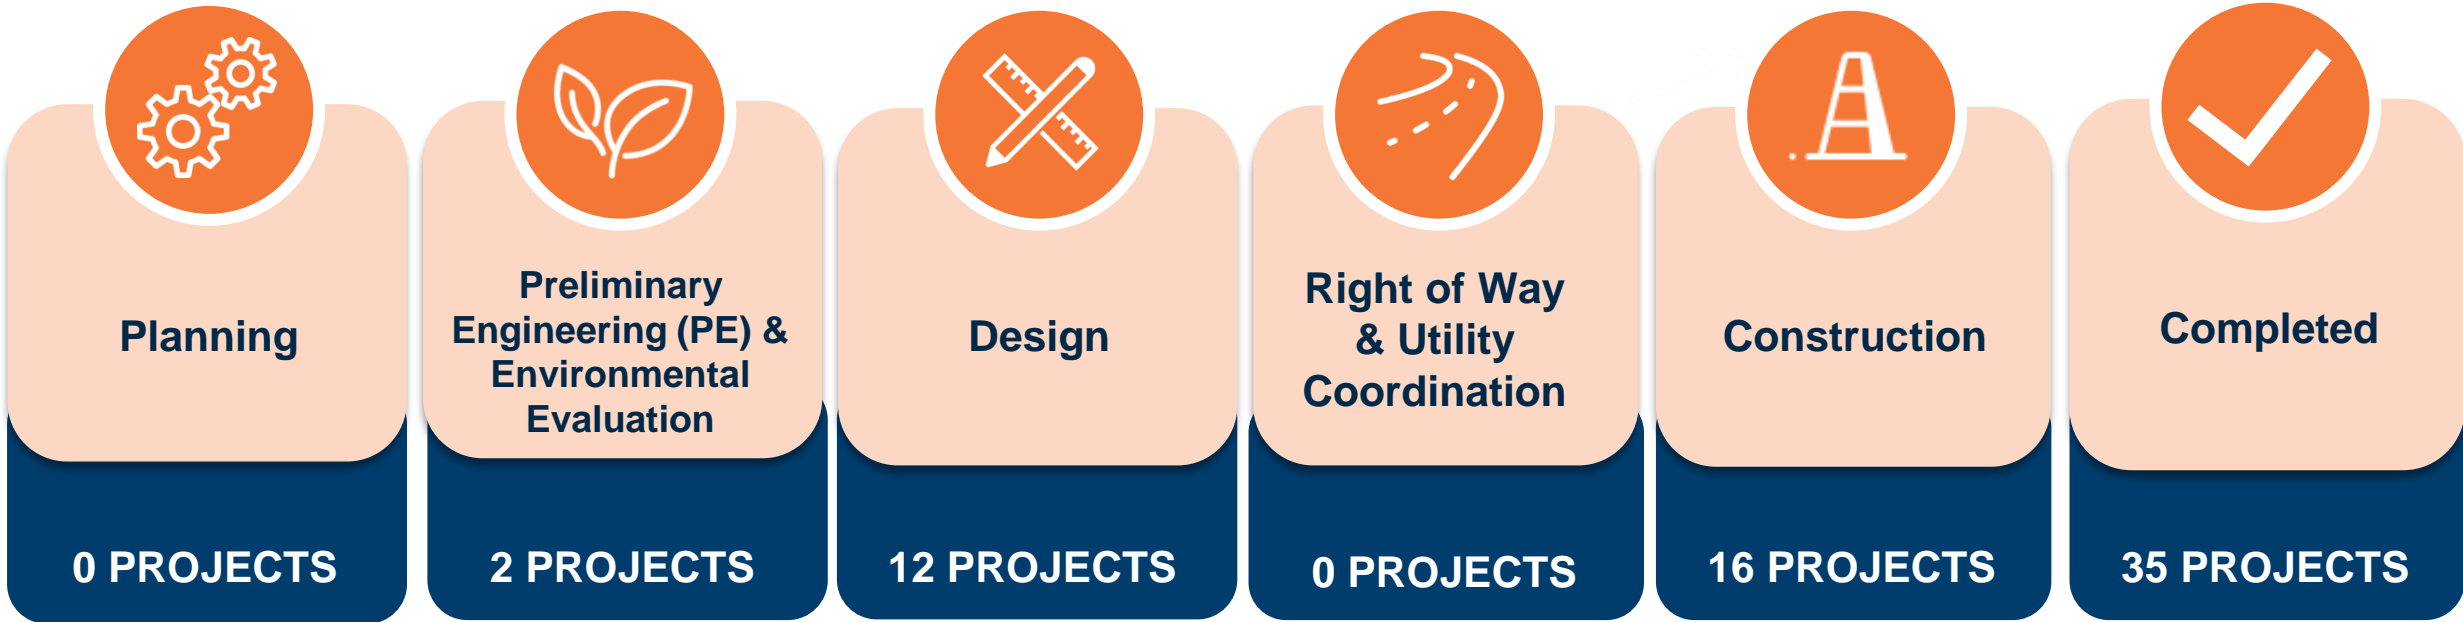 Planning
0 PROJECTS
Preliminary
Engineering (PE) &
Environmental
Evaluation
2 PROJECTS
Design
12 PROJECTS
Right of Way
& Utility
Coordination
0 PROJECTS
Construction
16 PROJECTS
Completed
35 PROJECTS